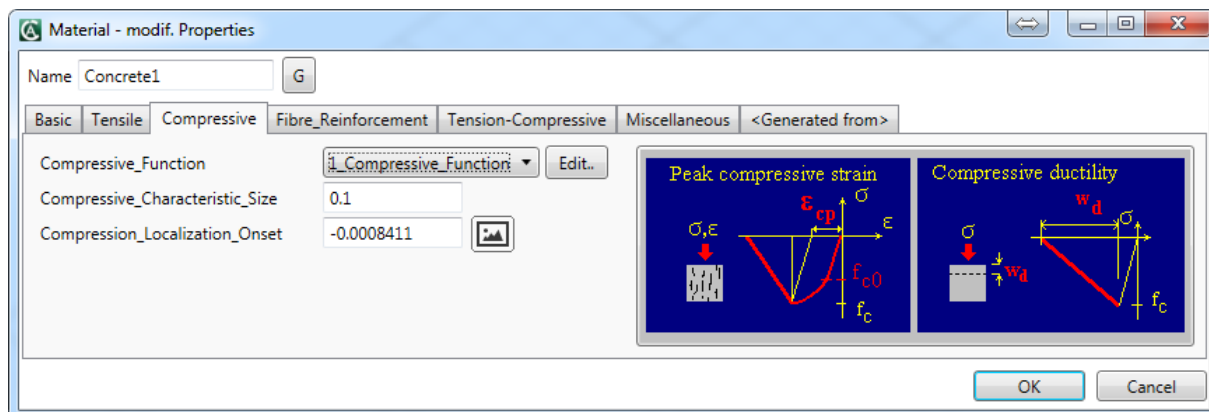 Material - modif. Properties
Name Concrete1 G
Basic Tensile Compressive Fibre_Reinforcement Tension-Compressive Miscellaneous <Generated from>
Compressive_Function 1_Compressive_Function Edit..
Compressive_Characteristic_Size 0.1
Compression_Localization_Onset -0.0008411
Peak compressive strain
σ
ε cp
ε
σ,ε
f c0
f c
Compressive ductility
w d
σ
σ
w d
f c
OK Cancel